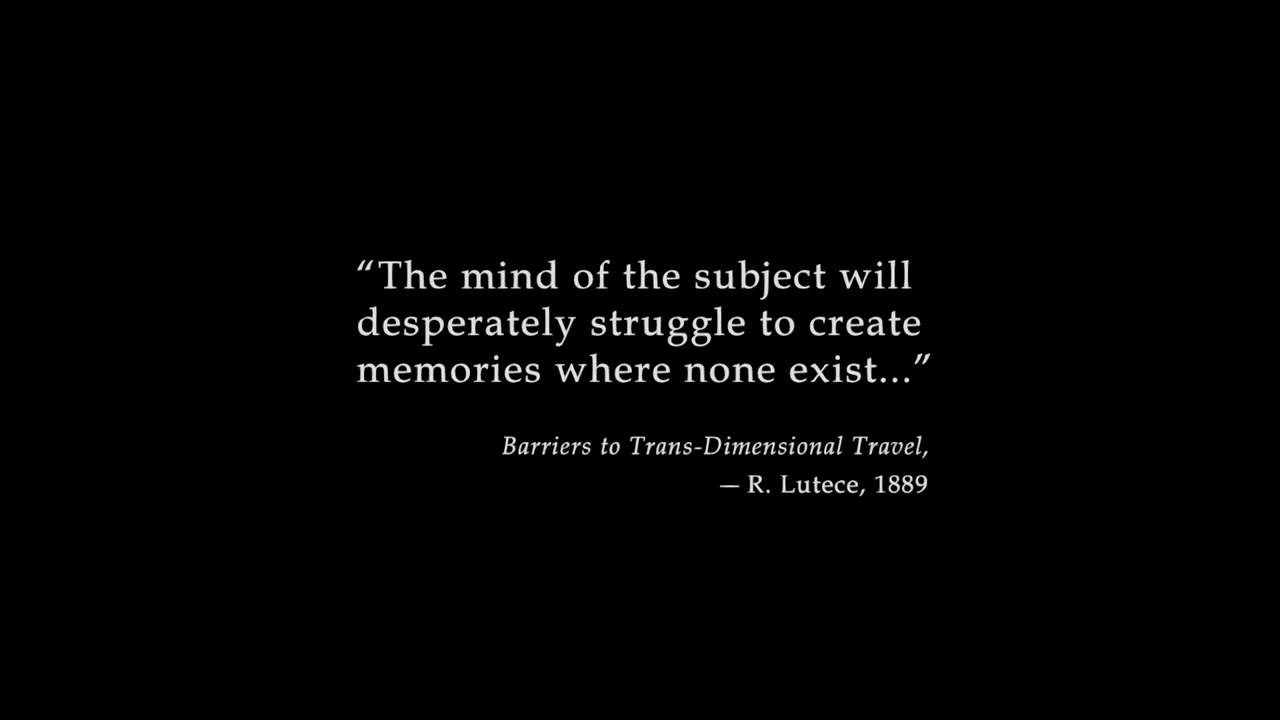 “The mind of the subject will
desperately struggle to create
memories where none exist...”
Barriers to Trans-Dimensional Travel,
— R. Lutece, 1889